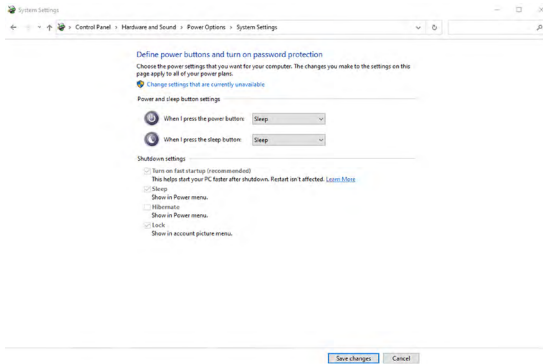 System Settings
Control Panel > Hardware and Sound > Power Options > System Settings
Define power buttons and turn on password protection
Choose the power settings that you want for your computer. The changes you make to the settings on this
page apply to all of your power plans.
Change settings that are currently unavailable
Power and sleep button settings
When I press the power button: Sleep
When I press the sleep button: Sleep
Shutdown settings
Turn on fast startup (recommended)
This helps start your PC faster after shutdown. Restart isn't affected. Learn More
Sleep
Show in Power menu.
Hibernate
Show in Power menu.
Lock
Show in account picture menu.
Save changes Cancel